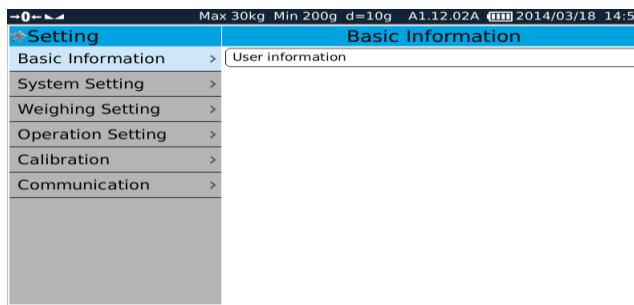 →0← Max 30kg Min 200g d=10g A1.12.02A 2014/03/18 14:5
Setting
Basic Information
Basic Information >
User information
System Setting >
Weighing Setting >
Operation Setting >
Calibration >
Communication >